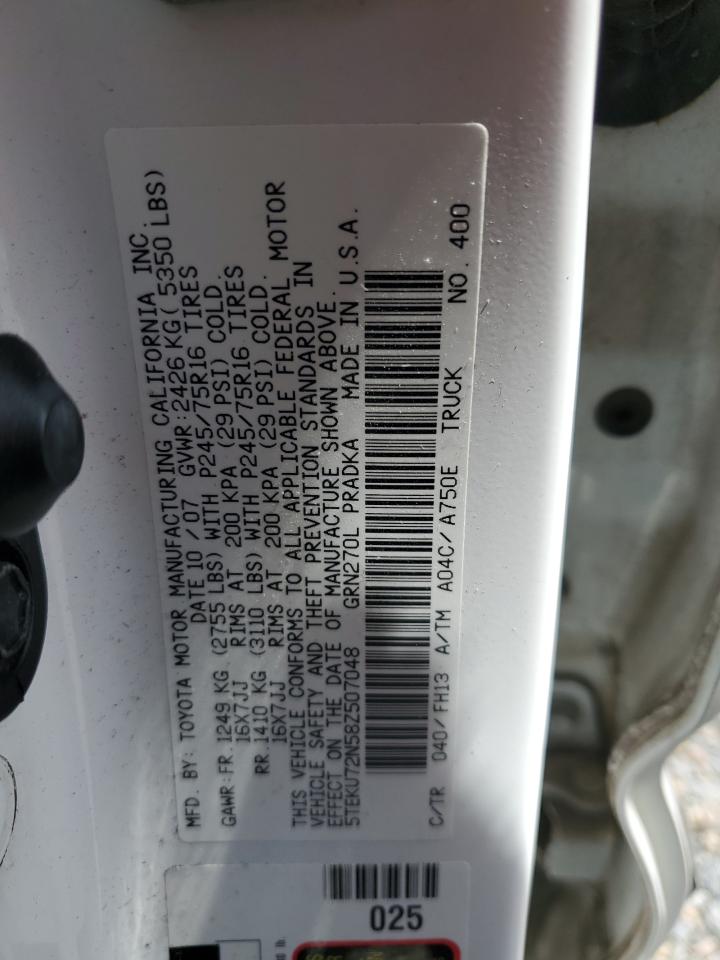 MFD. BY: TOYOTA MOTOR MANUFACTURING CALIFORNIA INC.
DATE 10 / 07 GVWR: 2426 KG( 5350 LBS)
GAWR: FR. 1249 KG (2755 LBS) WITH P245/75R16 TIRES
16X7JJ RIMS AT 200 KPA (29 PSI) COLD.
RR. 1410 KG (3110 LBS) WITH P245/75R16 TIRES
16X7JJ RIMS AT 200 KPA (29 PSI) COLD.
THIS VEHICLE CONFORMS TO ALL APPLICABLE FEDERAL MOTOR
VEHICLE SAFETY AND THEFT PREVENTION STANDARDS IN
EFFECT ON THE DATE OF MANUFACTURE SHOWN ABOVE.
5TEKU72N58Z507048 GRN270L PRADKA MADE IN U.S.A.
C/TR 040/FH13 A/TM A04C/A750E TRUCK NO. 400
025
lb.